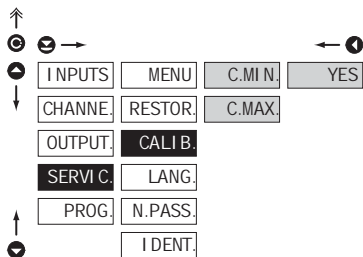 INPUTS MENU C.MIN. YES
CHANNE. RESTOR. C.MAX.
OUTPUT. CALIB.
SERVIC. LANG.
PROG. N.PASS.
IDENT.